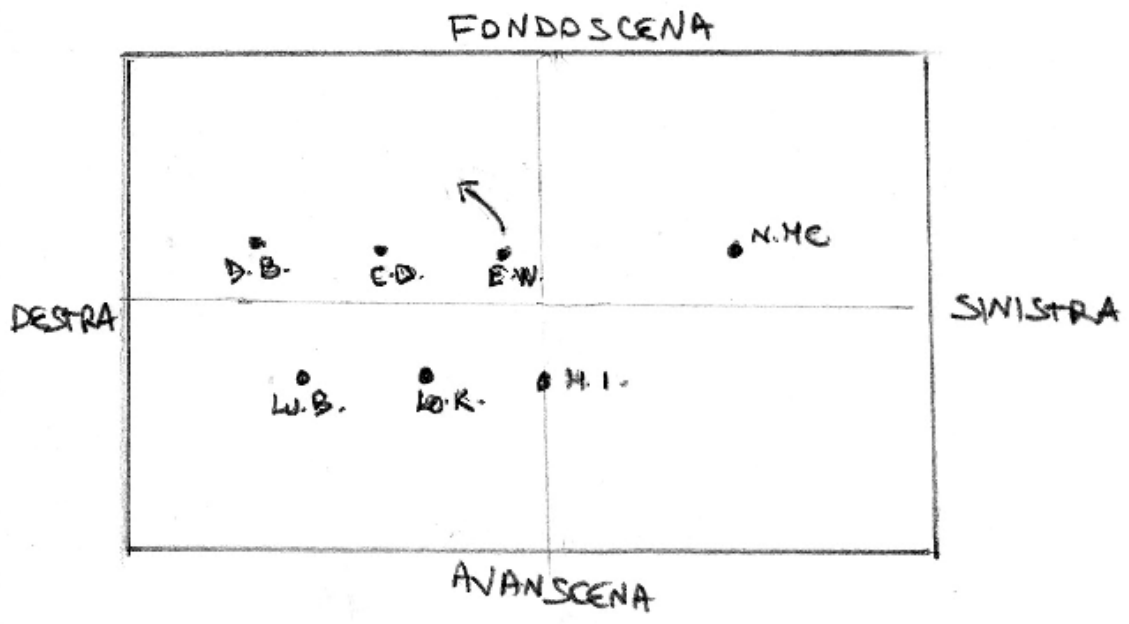 FONDOSCENA
N.MC
D.B.
C.D.
E.W.
DESTRA
SINISTRA
LU.B.
LO.K.
H.I.
AVANSCENA